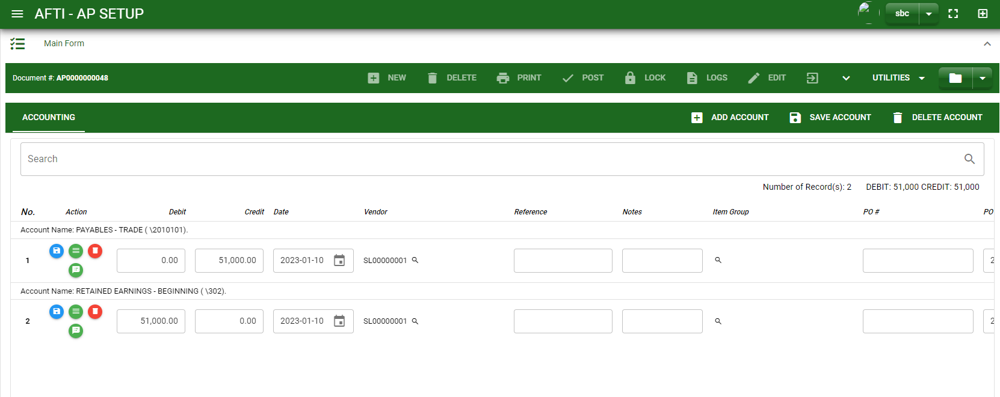 AFTI - AP SETUP
sbc
Main Form
Document #: AP0000000048
NEW
DELETE
PRINT
POST
LOCK
LOGS
EDIT
UTILITIES
ACCOUNTING
ADD ACCOUNT
SAVE ACCOUNT
DELETE ACCOUNT
Search
Number of Record(s): 2 DEBIT: 51,000 CREDIT: 51,000
No. Action Debit Credit Date Vendor Reference Notes Item Group PO # PO
Account Name: PAYABLES - TRADE ( \2010101).
1 0.00 51,000.00 2023-01-10 SL00000001 2
Account Name: RETAINED EARNINGS - BEGINNING ( \302).
2 51,000.00 0.00 2023-01-10 SL00000001 2